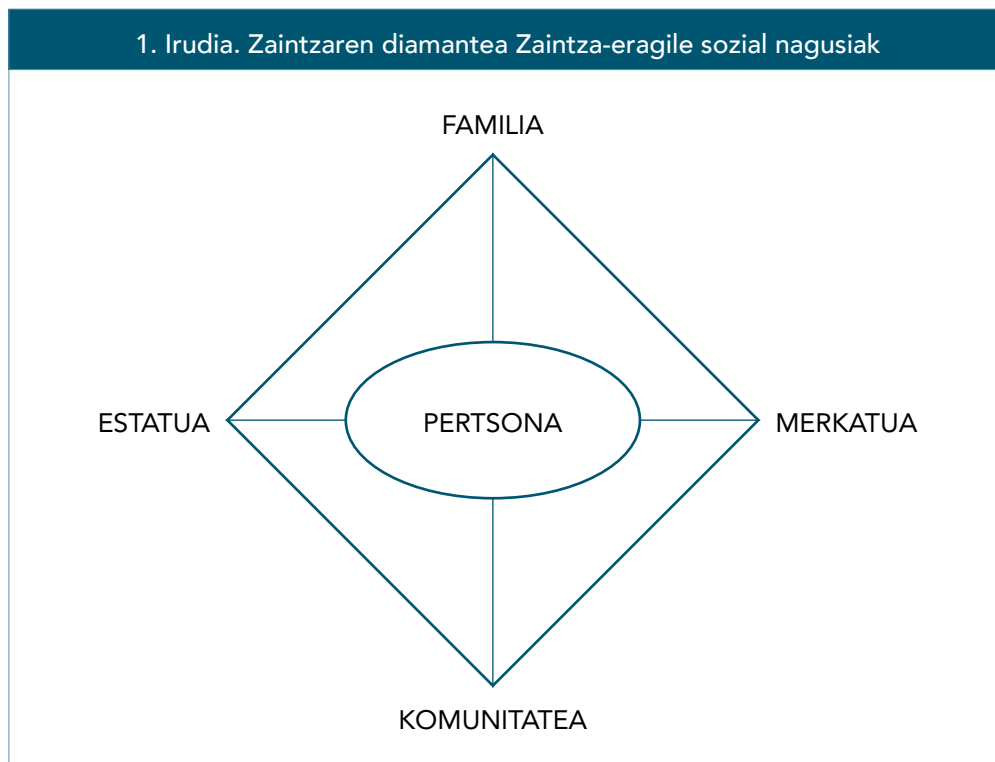 1. Irudia. Zaintzaren diamantea Zaintza-eragile sozial nagusiak
FAMILIA
ESTATUA
PERTSONA
MERKATUA
KOMUNITATEA